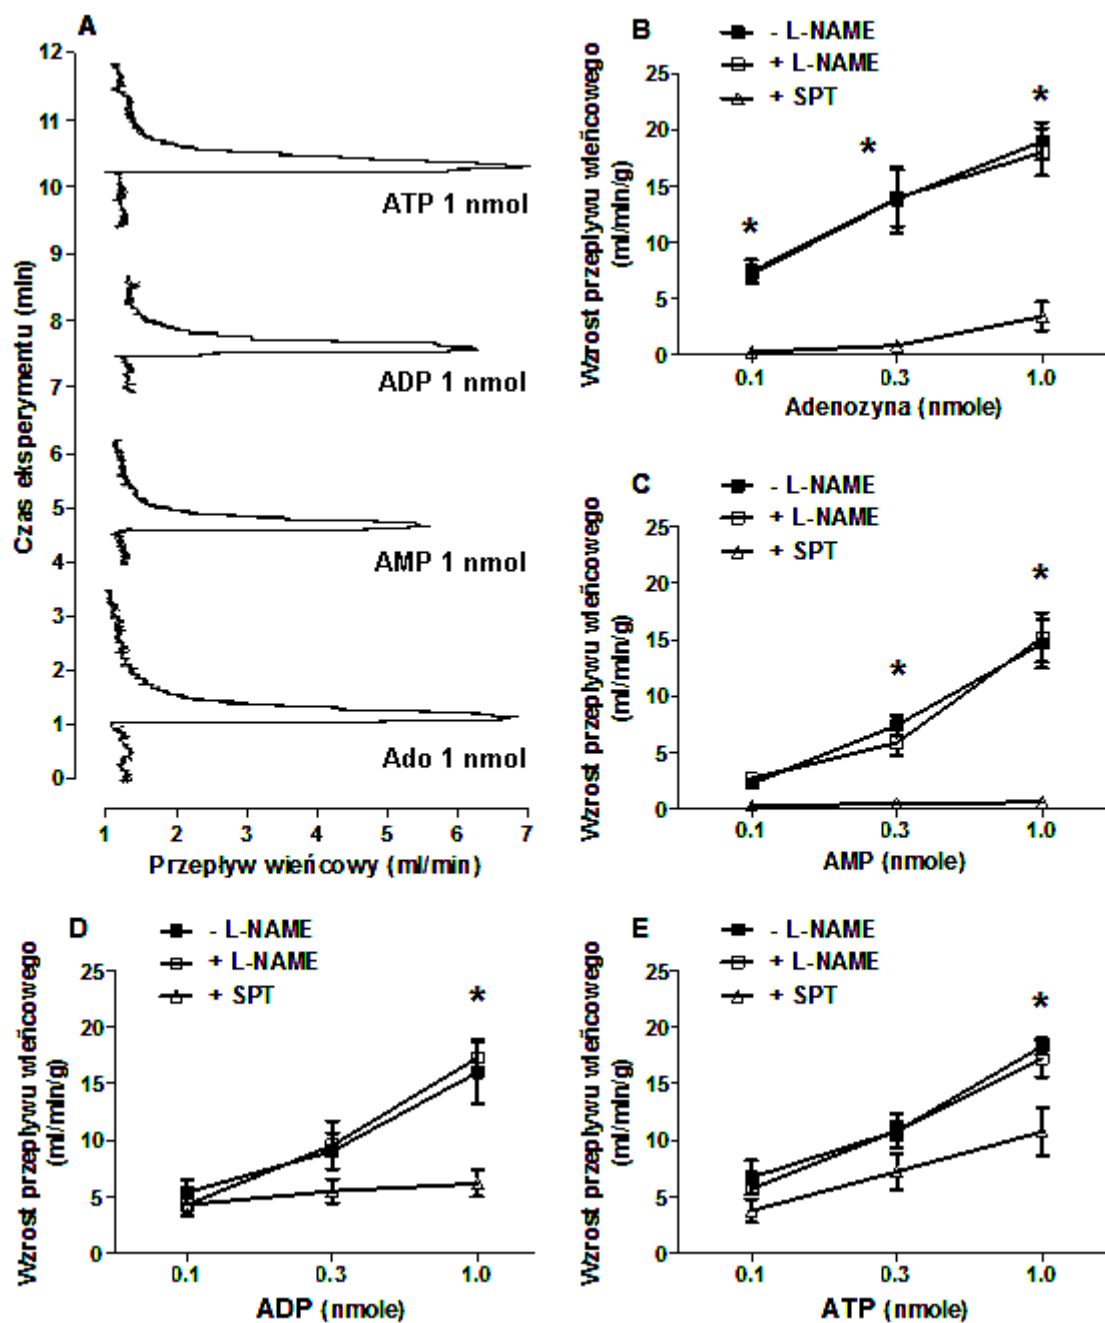 A
12
11
10
9
8
7
6
5
4
3
2
1
0
Czas eksperymentu (min)
ATP 1 nmol
ADP 1 nmol
AMP 1 nmol
Ado 1 nmol
1 2 3 4 5 6 7
Przepływ wieńcowy (ml/min)
B
- L-NAME
+ L-NAME
+ SPT
Wzrost przepływu wieńcowego
(ml/min/g)
25
20
15
10
5
0
* * *
0.1 0.3 1.0
Adenozyna (nmole)
C
- L-NAME
+ L-NAME
+ SPT
Wzrost przepływu wieńcowego
(ml/min/g)
25
20
15
10
5
0
* *
0.1 0.3 1.0
AMP (nmole)
D
- L-NAME
+ L-NAME
+ SPT
Wzrost przepływu wieńcowego
(ml/min/g)
25
20
15
10
5
0
*
0.1 0.3 1.0
ADP (nmole)
E
- L-NAME
+ L-NAME
+ SPT
Wzrost przepływu wieńcowego
(ml/min/g)
25
20
15
10
5
0
*
0.1 0.3 1.0
ATP (nmole)